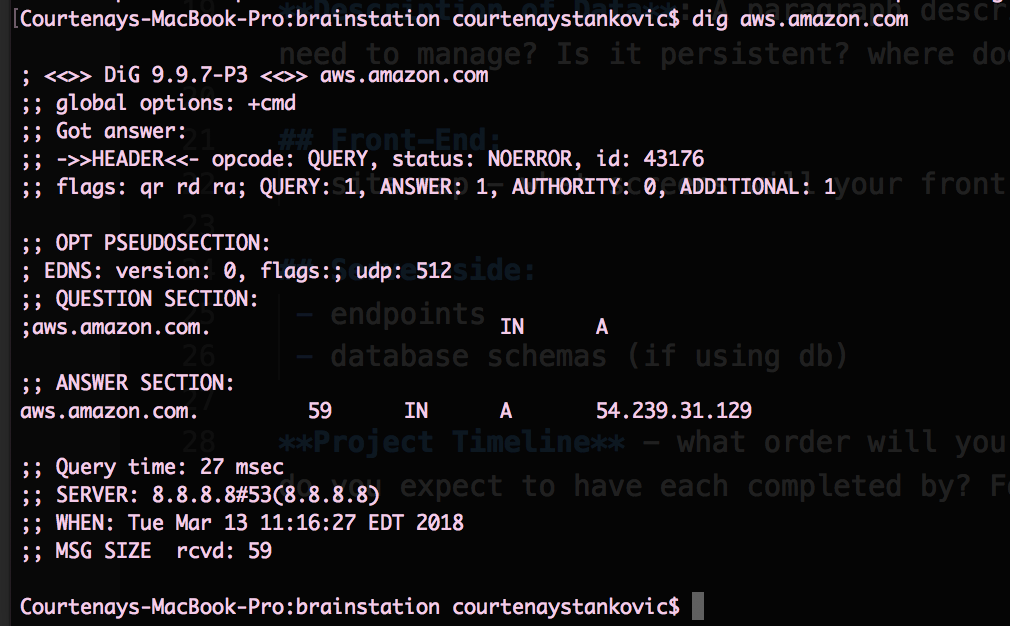 **Description of Data**: A paragraph descri
[Courtenays-MacBook-Pro:brainstation courtenaystankovic$ dig aws.amazon.com
need to manage? Is it persistent? where doe
; <<>> DiG 9.9.7-P3 <<>> aws.amazon.com
;; global options: +cmd
;; Got answer:
21 ## Front-End:
;; ->>HEADER<<- opcode: QUERY, status: NOERROR, id: 43176
;; flags: qr rd ra; QUERY: 1, ANSWER: 1, AUTHORITY: 0, ADDITIONAL: 1
your front
23
;; OPT PSEUDOSECTION:
; EDNS: version: 0, flags:; udp: 512
;; QUESTION SECTION:
- endpoints
;aws.amazon.com. IN A
26 - database schemas (if using db)
;; ANSWER SECTION:
aws.amazon.com. 59 IN A 54.239.31.129
28 **Project Timeline** - what order will you
;; Query time: 27 msec
do you expect to have each completed by? Fo
;; SERVER: 8.8.8.8#53(8.8.8.8)
;; WHEN: Tue Mar 13 11:16:27 EDT 2018
;; MSG SIZE rcvd: 59
Courtenays-MacBook-Pro:brainstation courtenaystankovic$